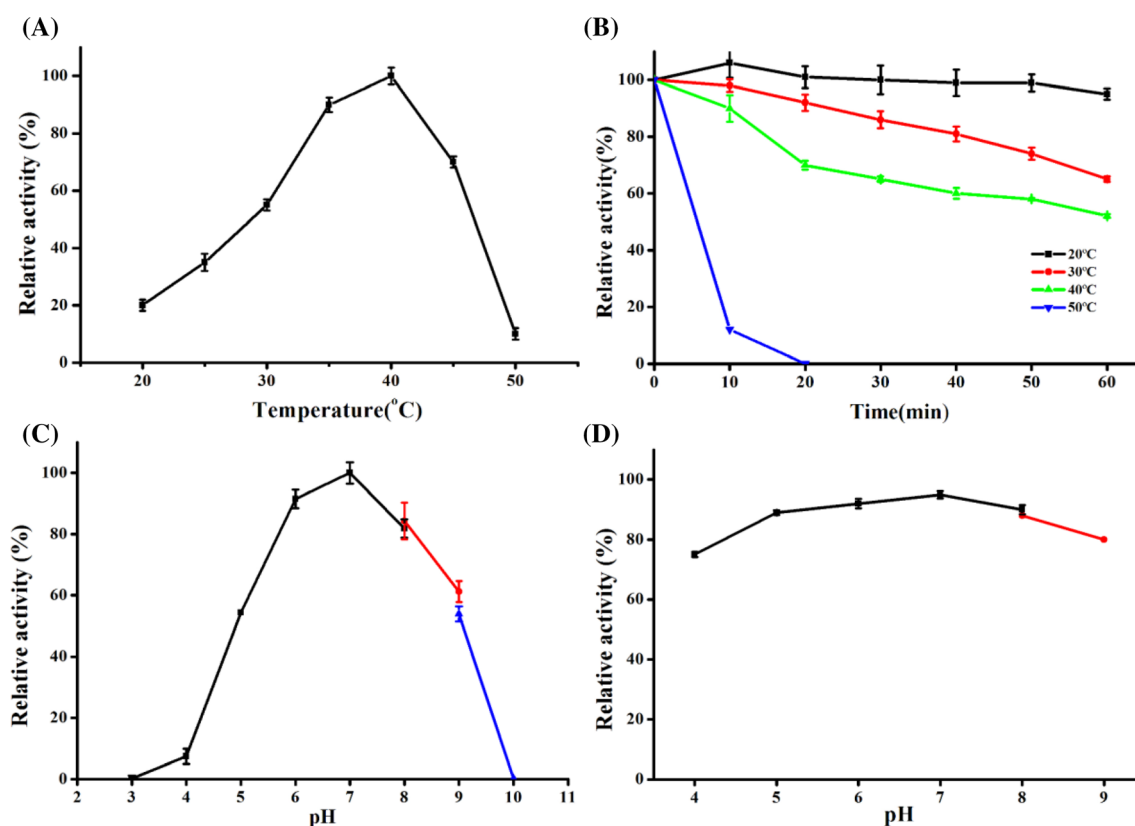 (A)
Relative activity (%)
100
80
60
40
20
0
20 30 40 50
Temperature(°C)
(B)
Relative activity(%)
100
80
60
40
20
0
20°C
30°C
40°C
50°C
0 10 20 30 40 50 60
Time(min)
(C)
Relative activity (%)
100
80
60
40
20
0
2 3 4 5 6 7 8 9 10 11
pH
(D)
Relative activity (%)
100
80
60
40
20
0
4 5 6 7 8 9
pH